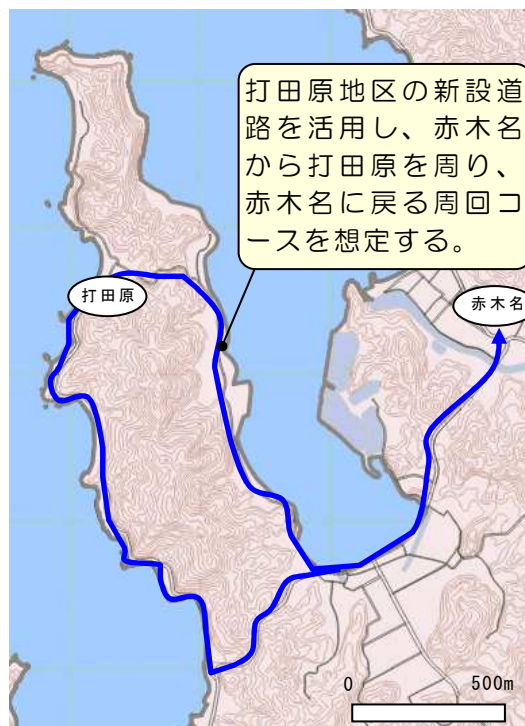 打田原地区の新設道
路を活用し、赤木名
から打田原を周り、
赤木名に戻る周回コ
ースを想定する。
打田原
赤木名
0 500m